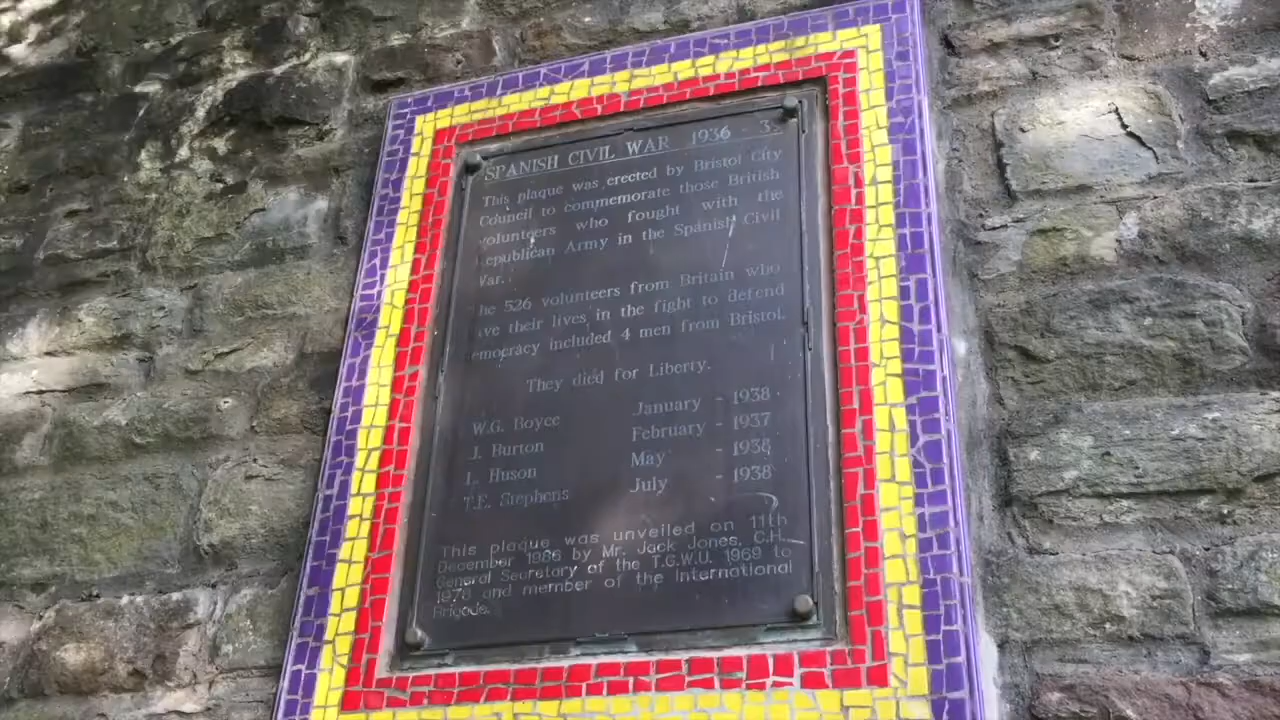 SPANISH CIVIL WAR 1936 - 39
This plaque was erected by Bristol City
Council to commemorate those British
volunteers who fought with the
epublican Army in the Spanish Civil
War.
he 526 volunteers from Britain who
ave their lives in the fight to defend
emocracy included 4 men from Bristol.
They died for Liberty.
W.G. Boyce January - 1938
J. Burton February - 1937
L. Huson May - 1938
T.E. Stephens July - 1938
This plaque was unveiled on 11th
December 1986 by Mr. Jack Jones, C.H.
General Secretary of the T.G.W.U. 1969 to
1978 and member of the International
Brigade.